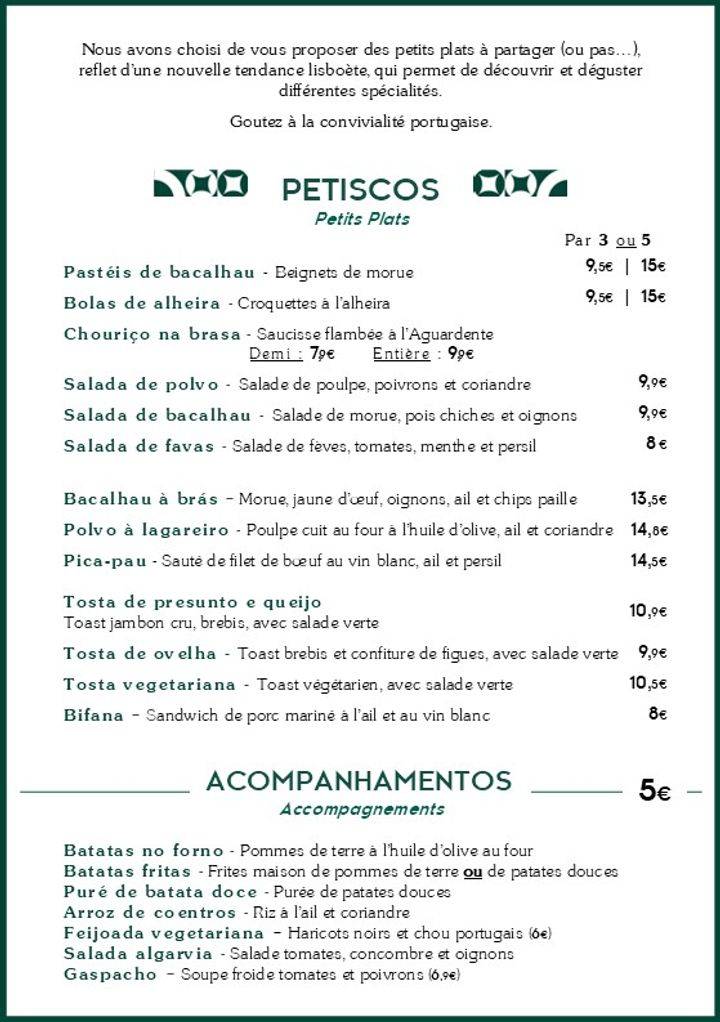 Nous avons choisi de vous proposer des petits plats à partager (ou pas…),
reflet d'une nouvelle tendance lisboète, qui permet de découvrir et déguster
différentes spécialités.
Goutez à la convivialité portugaise.
PETISCOS
Petits Plats
Par 3 ou 5
Pastéis de bacalhau - Beignets de morue 9,5€ | 15€
Bolas de alheira - Croquettes à l'alheira 9,5€ | 15€
Chouriço na brasa - Saucisse flambée à l'Aguardente
Demi : 7,9€ Entière : 9,9€
Salada de polvo - Salade de poulpe, poivrons et coriandre 9,9€
Salada de bacalhau - Salade de morue, pois chiches et oignons 9,9€
Salada de favas - Salade de fèves, tomates, menthe et persil 8€
Bacalhau à brás – Morue, jaune d'œuf, oignons, ail et chips paille 13,5€
Polvo à lagareiro - Poulpe cuit au four à l'huile d'olive, ail et coriandre 14,8€
Pica-pau - Sauté de filet de bœuf au vin blanc, ail et persil 14,5€
Tosta de presunto e queijo 10,9€
Toast jambon cru, brebis, avec salade verte
Tosta de ovelha - Toast brebis et confiture de figues, avec salade verte 9,9€
Tosta vegetariana - Toast végétarien, avec salade verte 10,5€
Bifana – Sandwich de porc mariné à l'ail et au vin blanc 8€
ACOMPANHAMENTOS 5€
Accompagnements
Batatas no forno - Pommes de terre à l'huile d'olive au four
Batatas fritas - Frites maison de pommes de terre ou de patates douces
Puré de batata doce - Purée de patates douces
Arroz de coentros - Riz à l'ail et coriandre
Feijoada vegetariana – Haricots noirs et chou portugais (6€)
Salada algarvia - Salade tomates, concombre et oignons
Gaspacho – Soupe froide tomates et poivrons (6,9€)